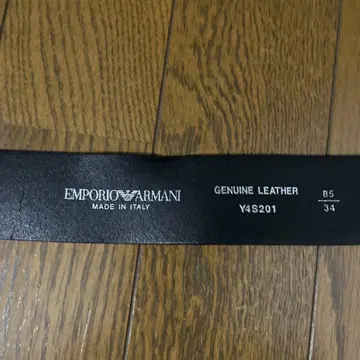 EMPORIO ARMANI
MADE IN ITALY
GENUINE LEATHER
Y4S201
85
34